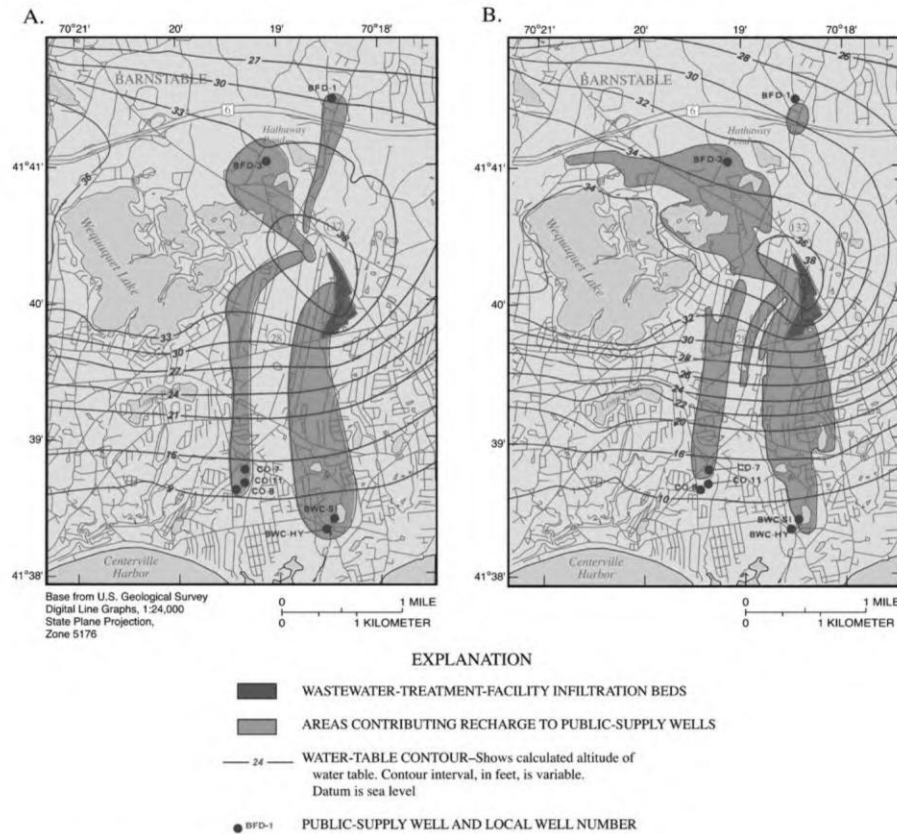 A.
B.
70°21'
20'
19'
70°18'
70°21'
20'
19'
70°18'
27
BARNSTABLE
30
BFD-1
33
6
Hathaway
41°41'
BFD-3
36
132
36
Wequaquet Lake
40'
33
30
28
27
24
21
39'
16
CO-7
CO-11
CO-8
9
BWC-SI
BWC-HY
Centerville
Harbor
41°38'
28
26
30
BARNSTABLE
BFD-1
32
6
Hathaway
41°41'
34
BFD-3
34
132
36
38
Wequaquet Lake
40'
32
30
28
26
24
22
20
39'
16
CO-7
CO-11
10
BWC-SI
BWC-HY
Centerville
Harbor
41°38'
Base from U.S. Geological Survey
Digital Line Graphs, 1:24,000
State Plane Projection,
Zone 5176
0 1 MILE
0 1 KILOMETER
0 1 MILE
0 1 KILOMETER
EXPLANATION
WASTEWATER-TREATMENT-FACILITY INFILTRATION BEDS
AREAS CONTRIBUTING RECHARGE TO PUBLIC-SUPPLY WELLS
24 WATER-TABLE CONTOUR–Shows calculated altitude of
water table. Contour interval, in feet, is variable.
Datum is sea level
BFD-1 PUBLIC-SUPPLY WELL AND LOCAL WELL NUMBER